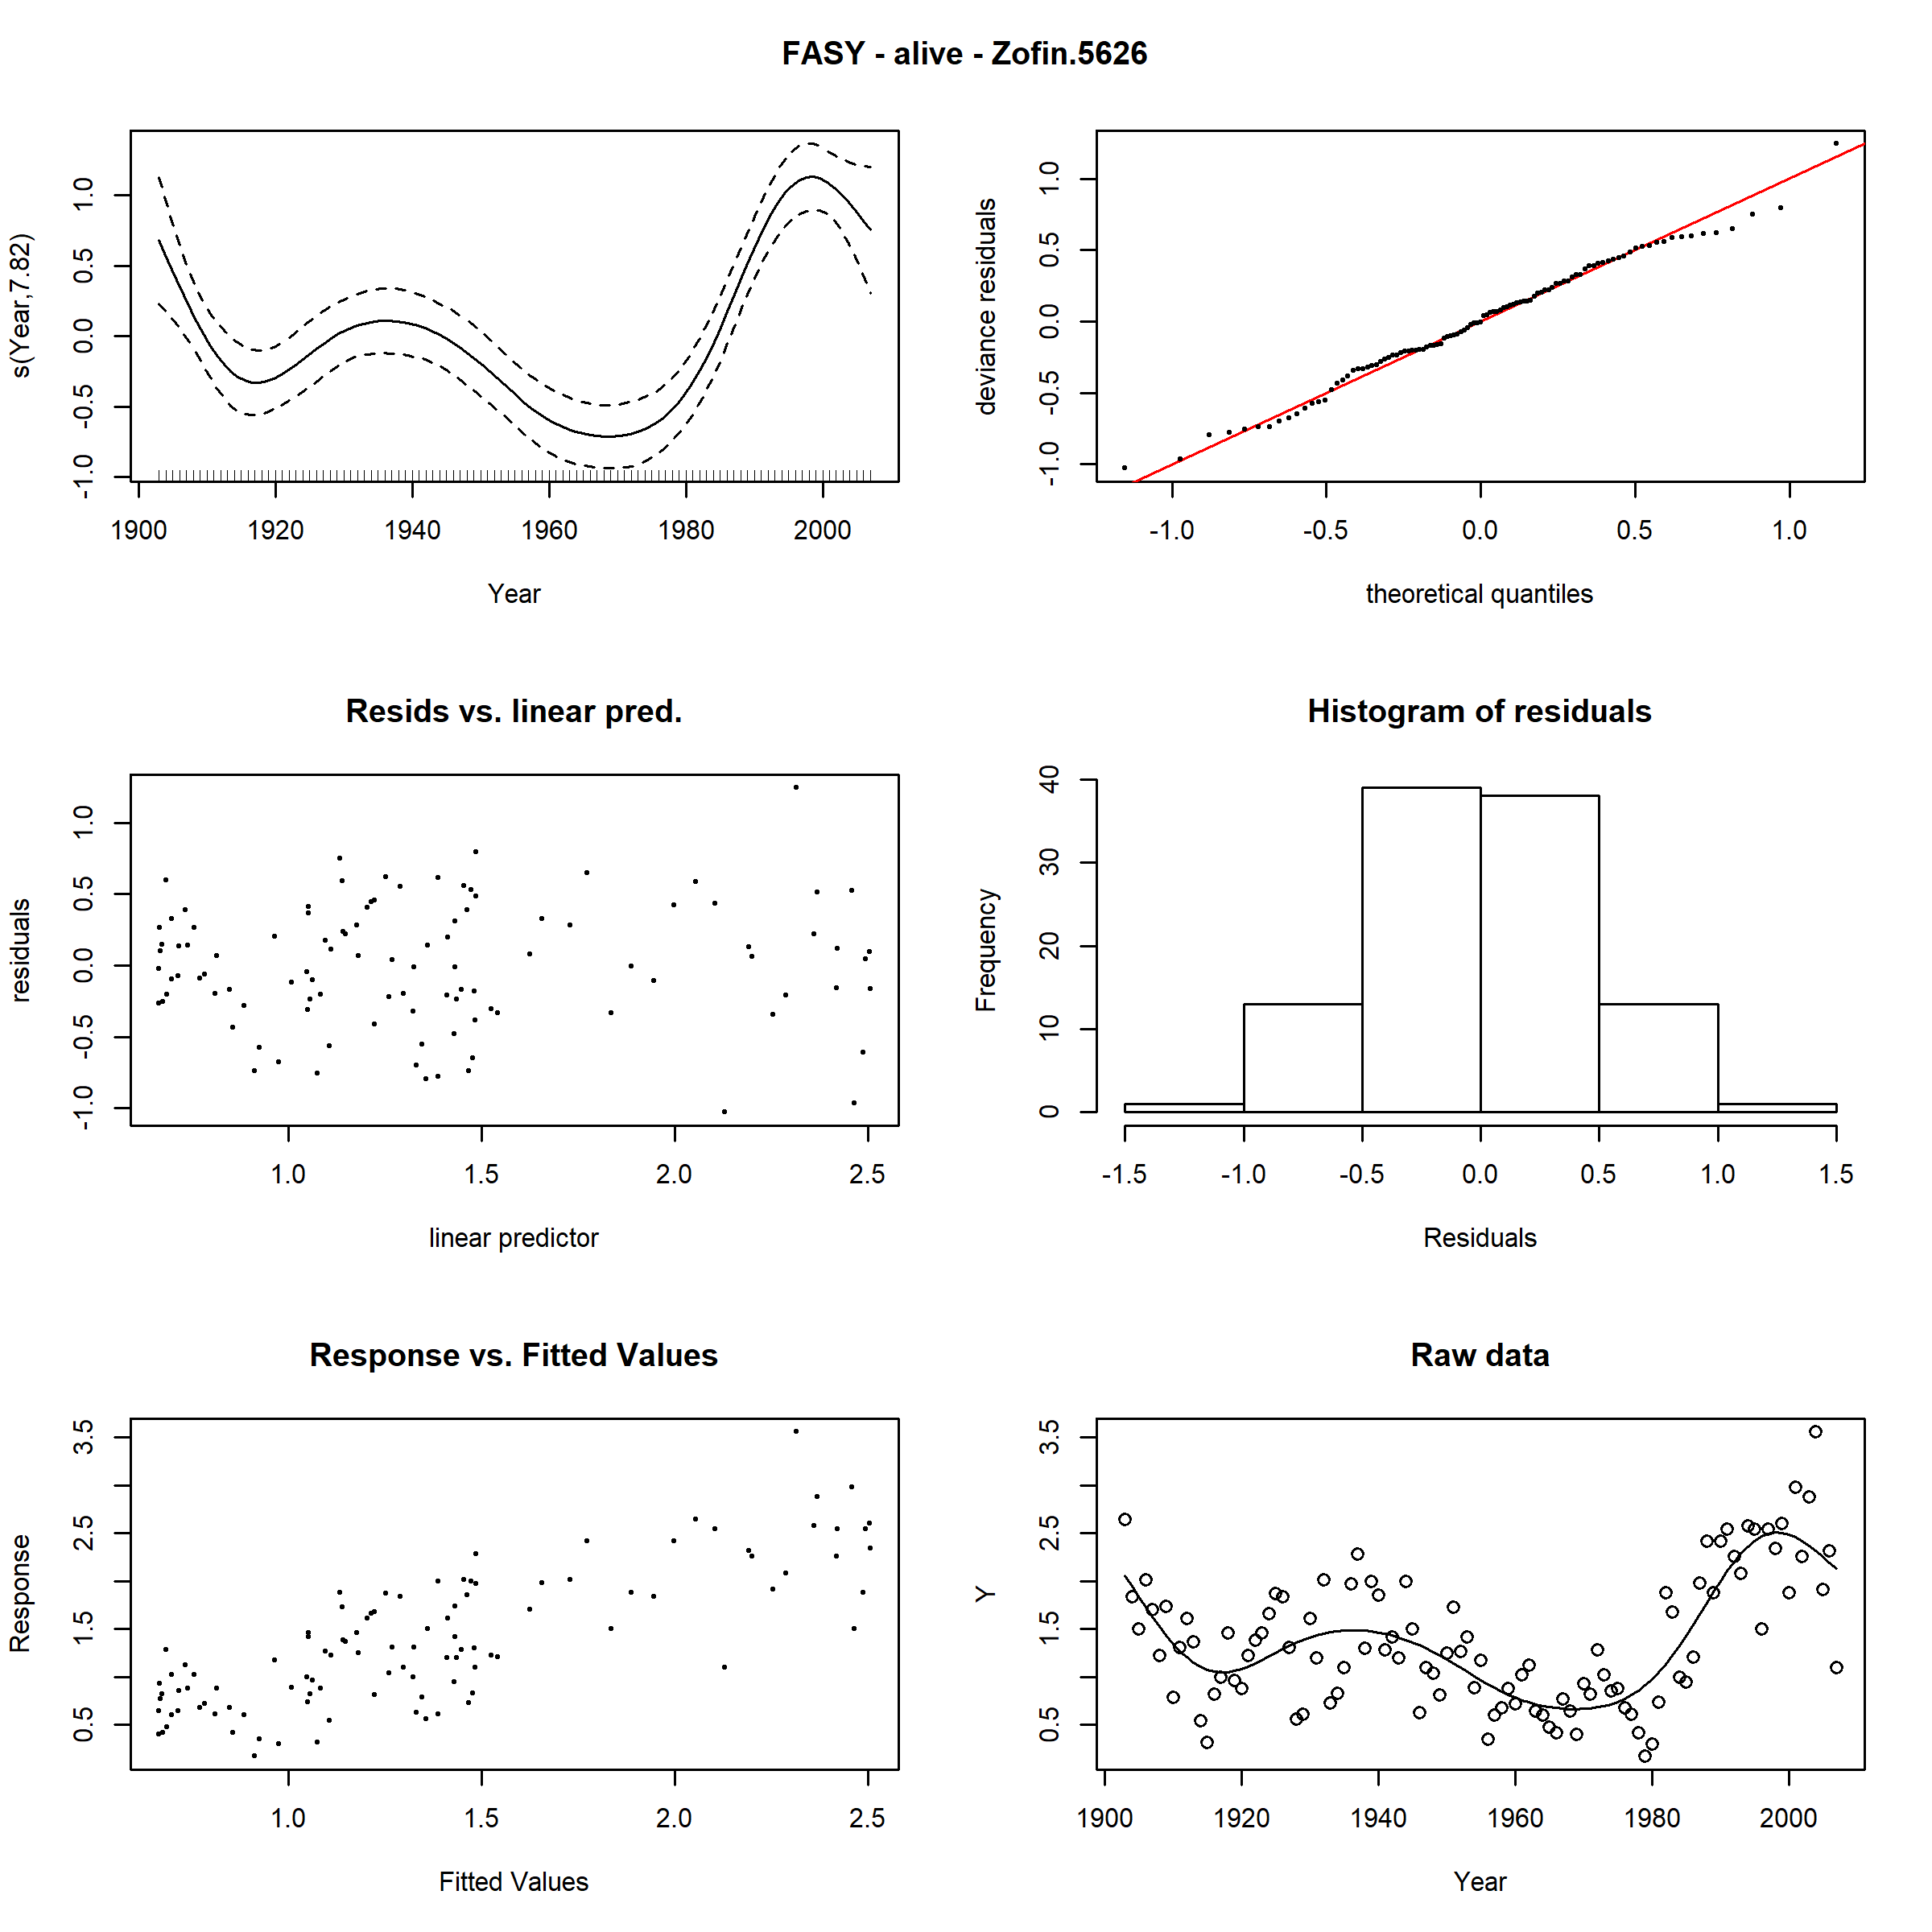 FASY - alive - Zofin.5626
s(Year,7.82)
-1.0 -0.5 0.0 0.5 1.0
1900 1920 1940 1960 1980 2000
Year
deviance residuals
-1.0 -0.5 0.0 0.5 1.0
-1.0 -0.5 0.0 0.5 1.0
theoretical quantiles
Resids vs. linear pred.
residuals
-1.0 -0.5 0.0 0.5 1.0
1.0 1.5 2.0 2.5
linear predictor
Histogram of residuals
Frequency
0 10 20 30 40
-1.5 -1.0 -0.5 0.0 0.5 1.0 1.5
Residuals
Response vs. Fitted Values
Response
0.5 1.5 2.5 3.5
1.0 1.5 2.0 2.5
Fitted Values
Raw data
Y
0.5 1.5 2.5 3.5
1900 1920 1940 1960 1980 2000
Year